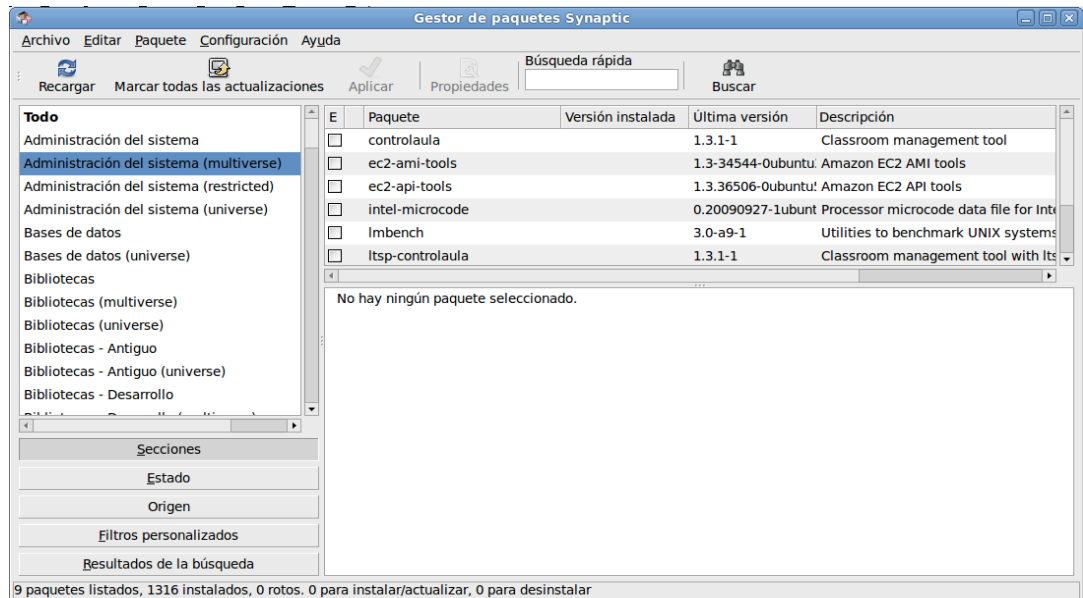 Gestor de paquetes Synaptic
Archivo Editar Paquete Configuración Ayuda
Recargar Marcar todas las actualizaciones Aplicar Propiedades Búsqueda rápida Buscar
Todo
Administración del sistema
Administración del sistema (multiverse)
Administración del sistema (restricted)
Administración del sistema (universe)
Bases de datos
Bases de datos (universe)
Bibliotecas
Bibliotecas (multiverse)
Bibliotecas (universe)
Bibliotecas - Antiguo
Bibliotecas - Antiguo (universe)
Bibliotecas - Desarrollo
Secciones
Estado
Origen
Filtros personalizados
Resultados de la búsqueda
E Paquete Versión instalada Última versión Descripción
controlaula 1.3.1-1 Classroom management tool
ec2-ami-tools 1.3-34544-0ubuntu Amazon EC2 AMI tools
ec2-api-tools 1.3.36506-0ubuntu Amazon EC2 API tools
intel-microcode 0.20090927-1ubunt Processor microcode data file for Inte
lmbench 3.0-a9-1 Utilities to benchmark UNIX systems
ltsp-controlaula 1.3.1-1 Classroom management tool with lts
No hay ningún paquete seleccionado.
9 paquetes listados, 1316 instalados, 0 rotos. 0 para instalar/actualizar, 0 para desinstalar